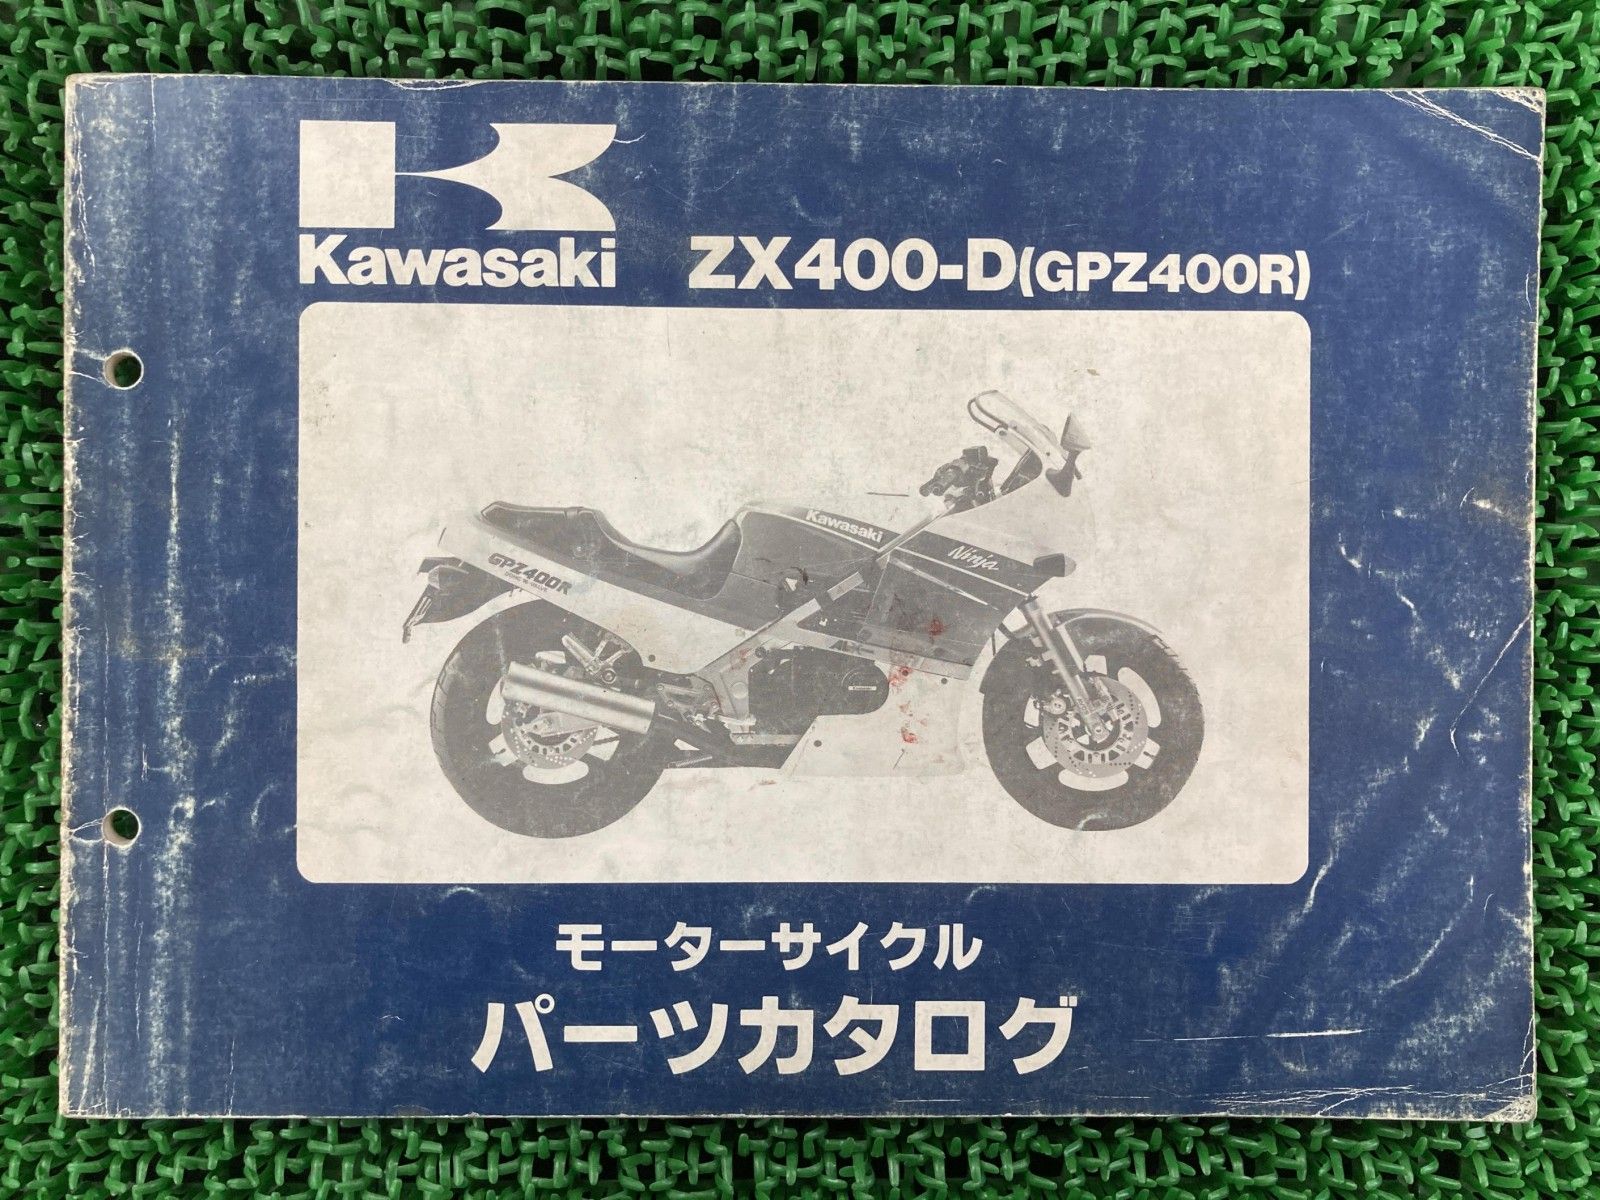 Kawasaki ZX400-D(GPZ400R)
Kawasaki
Ninja
GPZ400R
Kawasaki
モーターサイクル
パーツカタログ